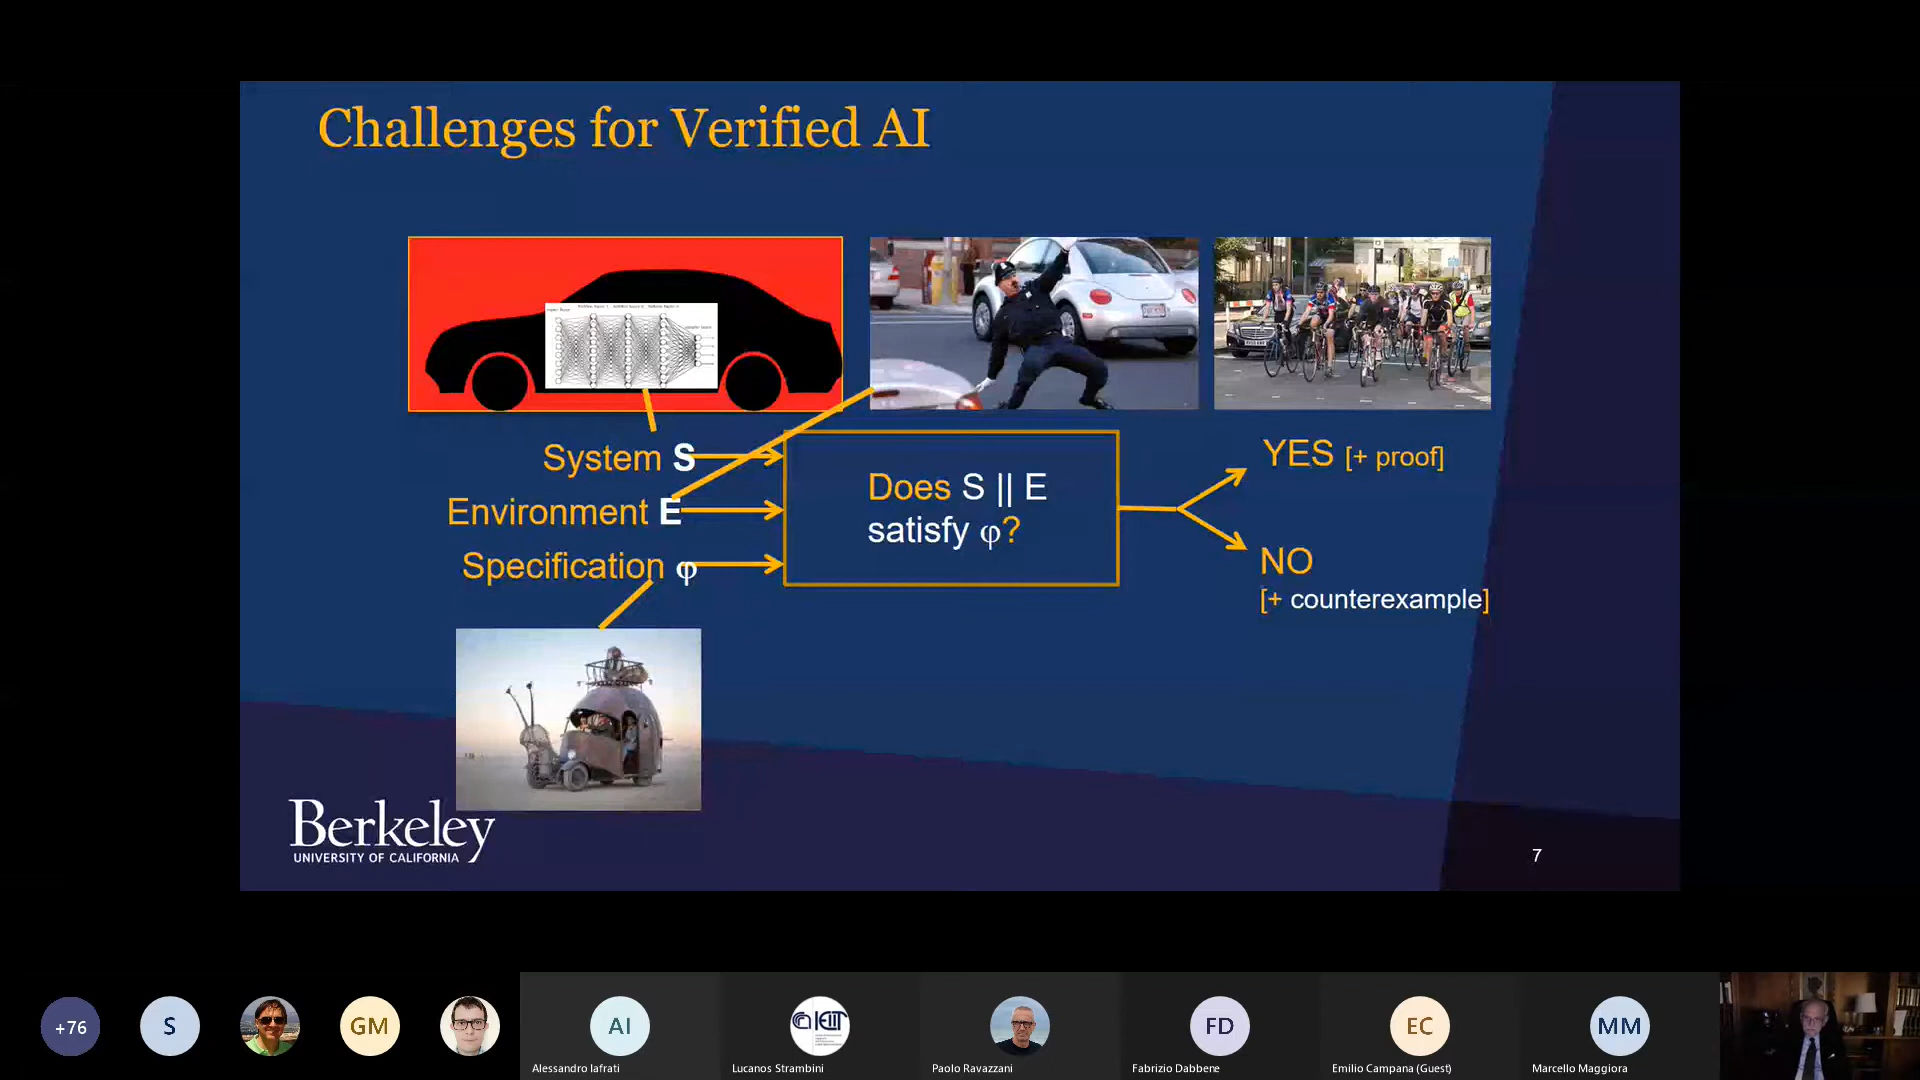 Challenges for Verified AI
System S
Environment E
Specification φ
Does S || E
satisfy φ?
YES [+ proof]
NO
[+ counterexample]
Berkeley
UNIVERSITY OF CALIFORNIA
7
+76
S
GM
AI
Alessandro Iafrati
Lucanos Strambini
Paolo Ravazzani
FD
Fabrizio Dabbene
EC
Emilio Campana (Guest)
MM
Marcello Maggiora